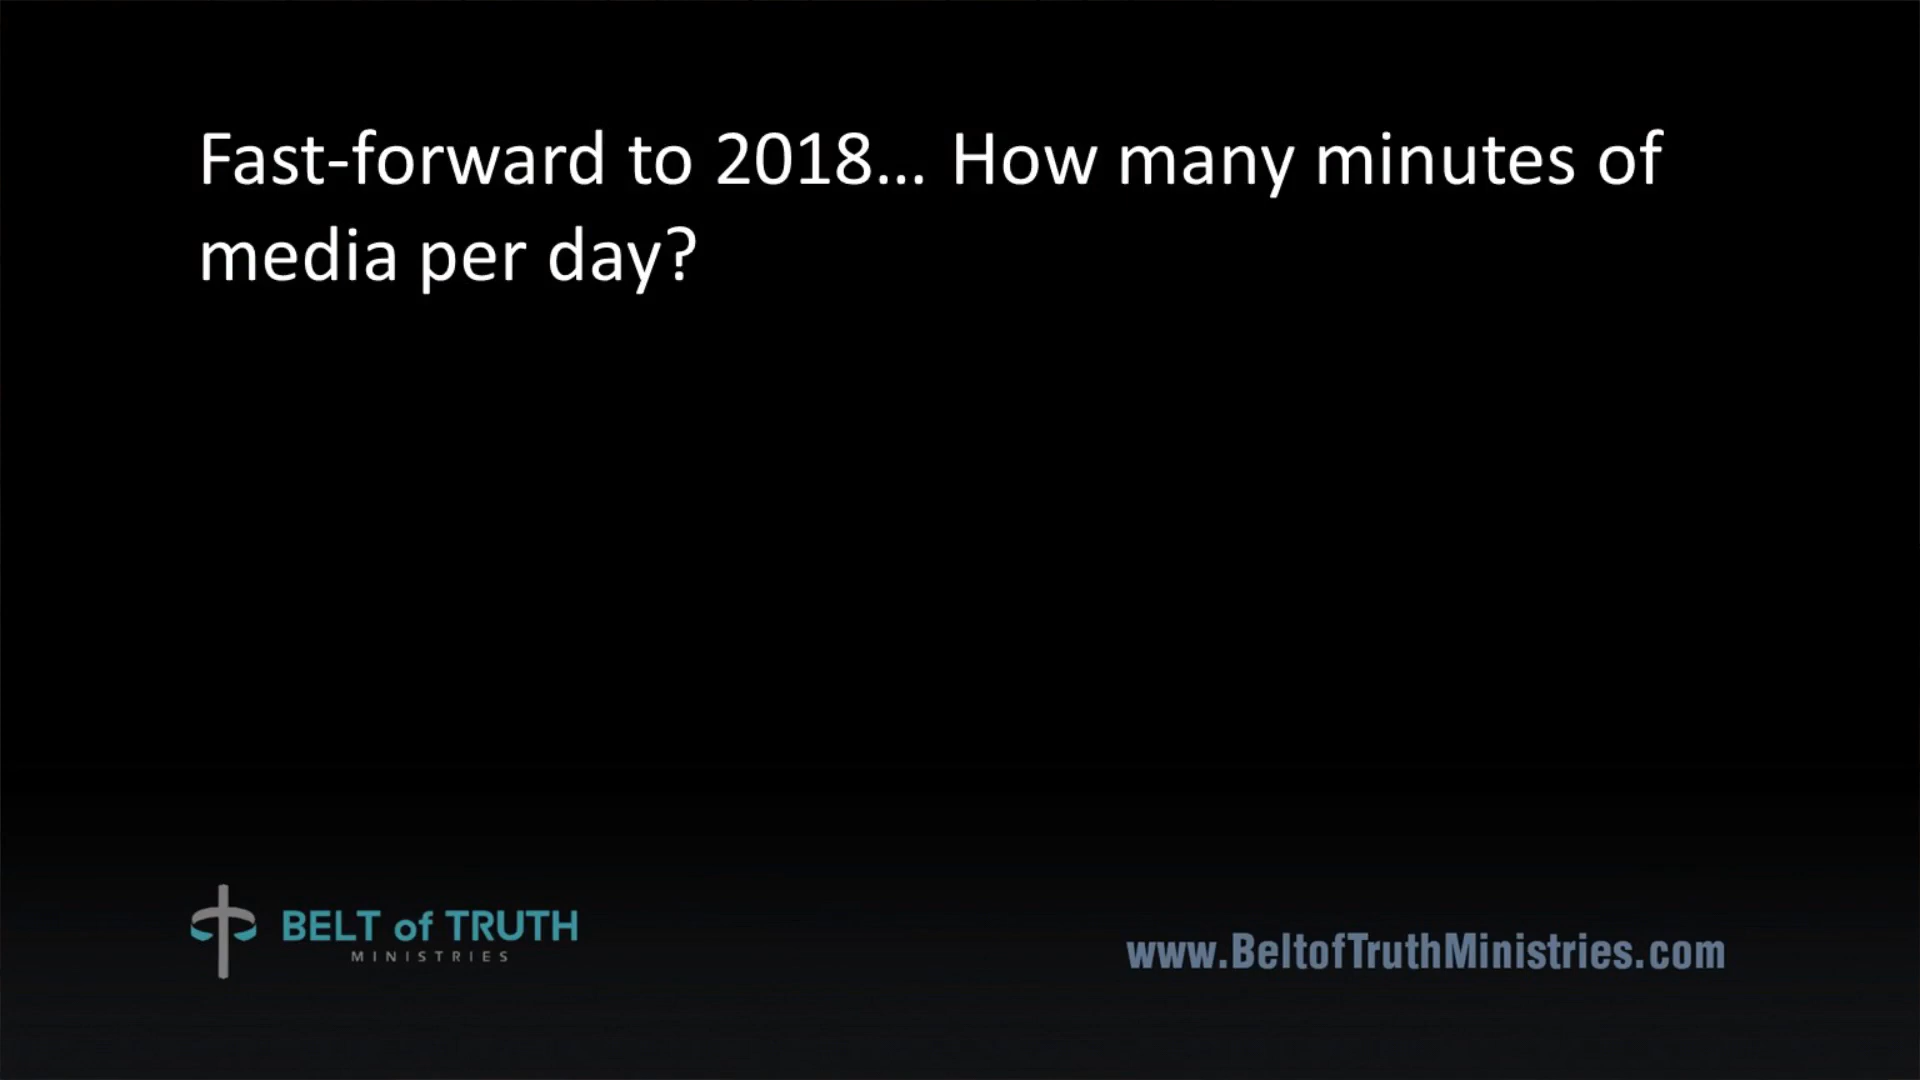 Fast-forward to 2018... How many minutes of
media per day?
BELT of TRUTH
MINISTRIES
www.BeltofTruthMinistries.com